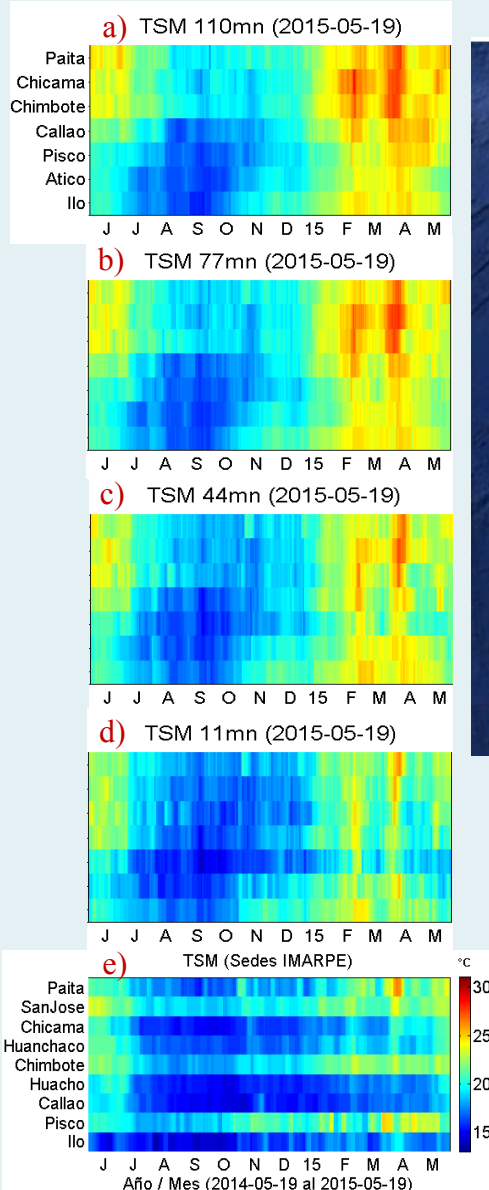 a) TSM 110mn (2015-05-19)
Paita
Chicama
Chimbote
Callao
Pisco
Atico
Ilo
J J A S O N D 15 F M A M
b) TSM 77mn (2015-05-19)
J J A S O N D 15 F M A M
c) TSM 44mn (2015-05-19)
J J A S O N D 15 F M A M
d) TSM 11mn (2015-05-19)
J J A S O N D 15 F M A M
e) TSM (Sedes IMARPE)
°C
Paita
SanJose
Chicama
Huanchaco
Chimbote
Huacho
Callao
Pisco
Ilo
30
25
20
15
J J A S O N D 15 F M A M
Año / Mes (2014-05-19 al 2015-05-19)